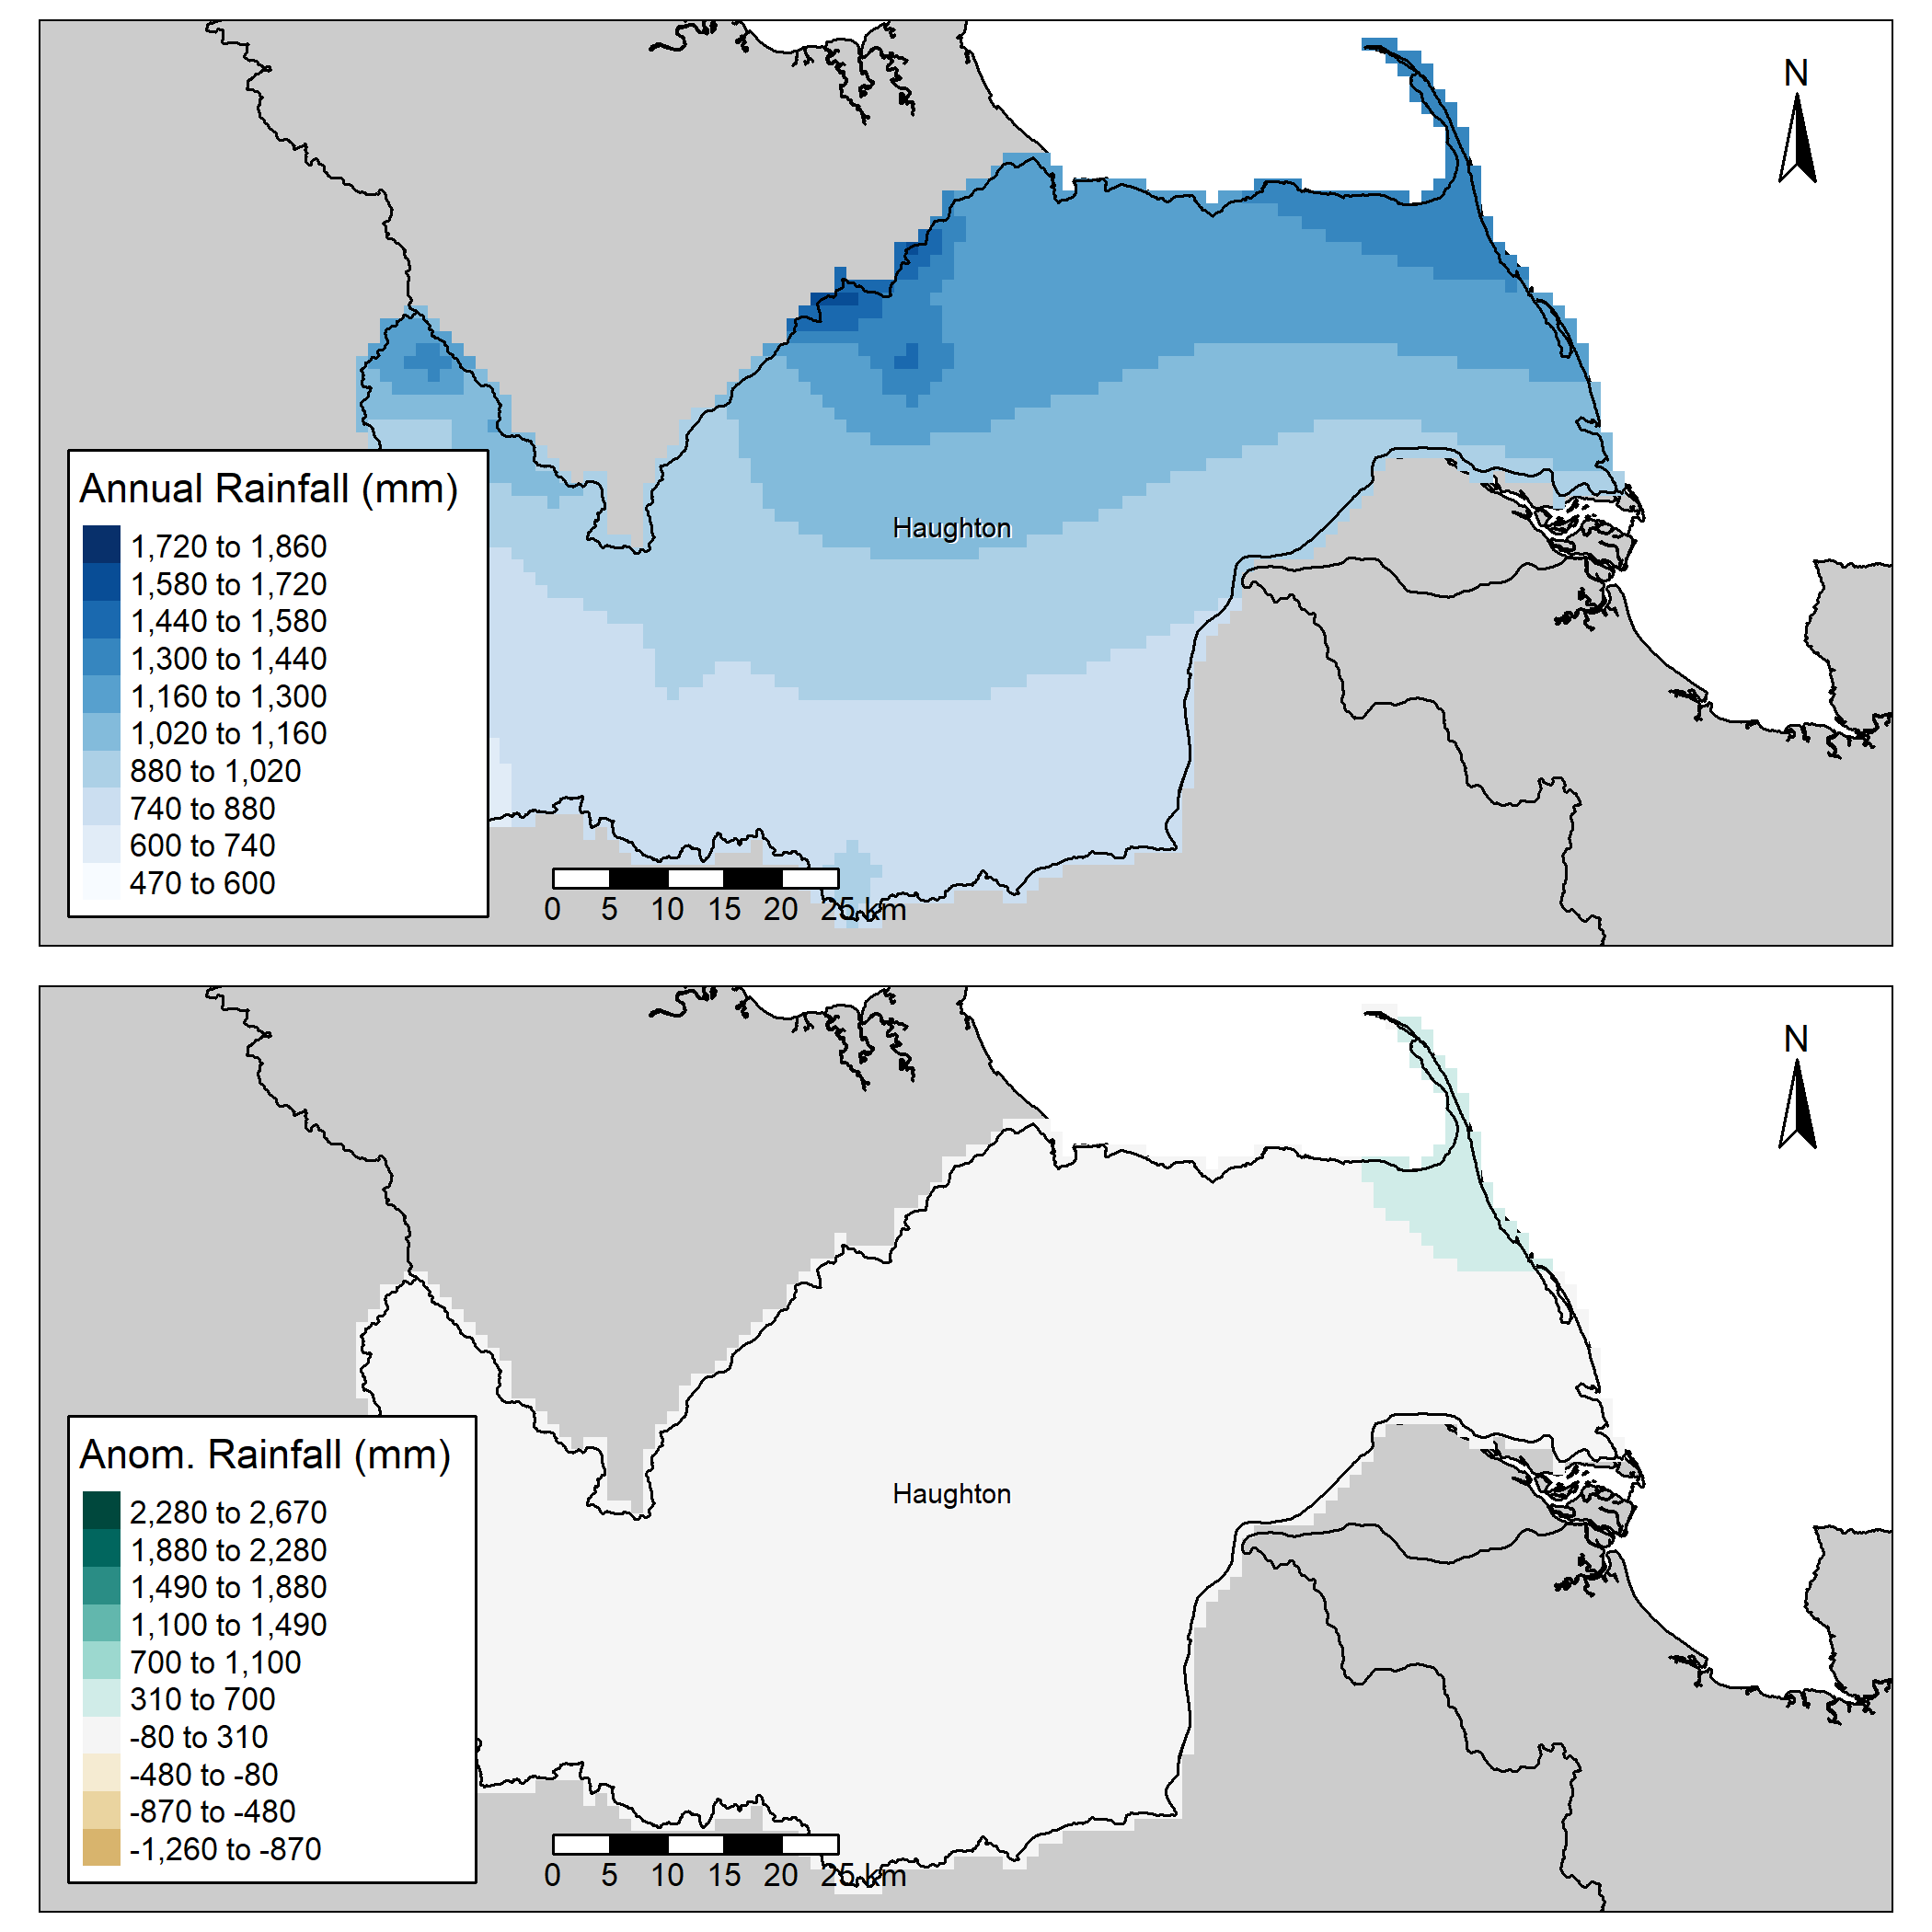 N
Annual Rainfall (mm)
1,720 to 1,860
1,580 to 1,720
1,440 to 1,580
1,300 to 1,440
1,160 to 1,300
1,020 to 1,160
880 to 1,020
740 to 880
600 to 740
470 to 600
Haughton
0 5 10 15 20 25 km
N
Anom. Rainfall (mm)
2,280 to 2,670
1,880 to 2,280
1,490 to 1,880
1,100 to 1,490
700 to 1,100
310 to 700
-80 to 310
-480 to -80
-870 to -480
-1,260 to -870
Haughton
0 5 10 15 20 25 km